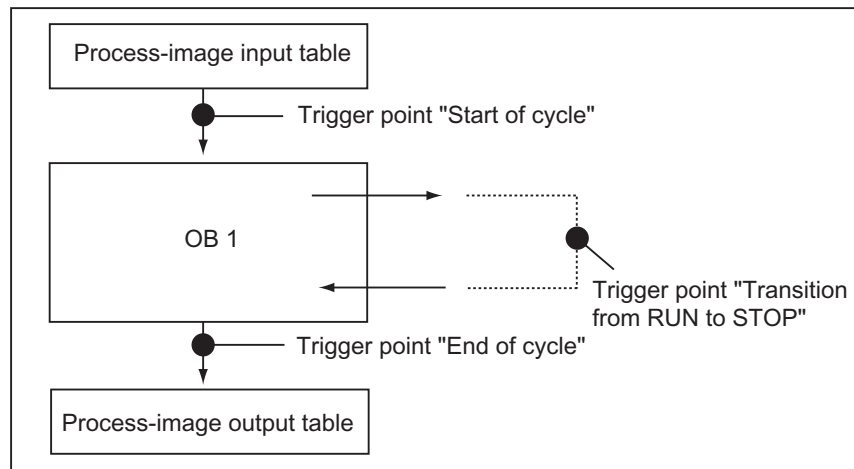 Process-image input table
Trigger point "Start of cycle"
OB 1
Trigger point "Transition
from RUN to STOP"
Trigger point "End of cycle"
Process-image output table